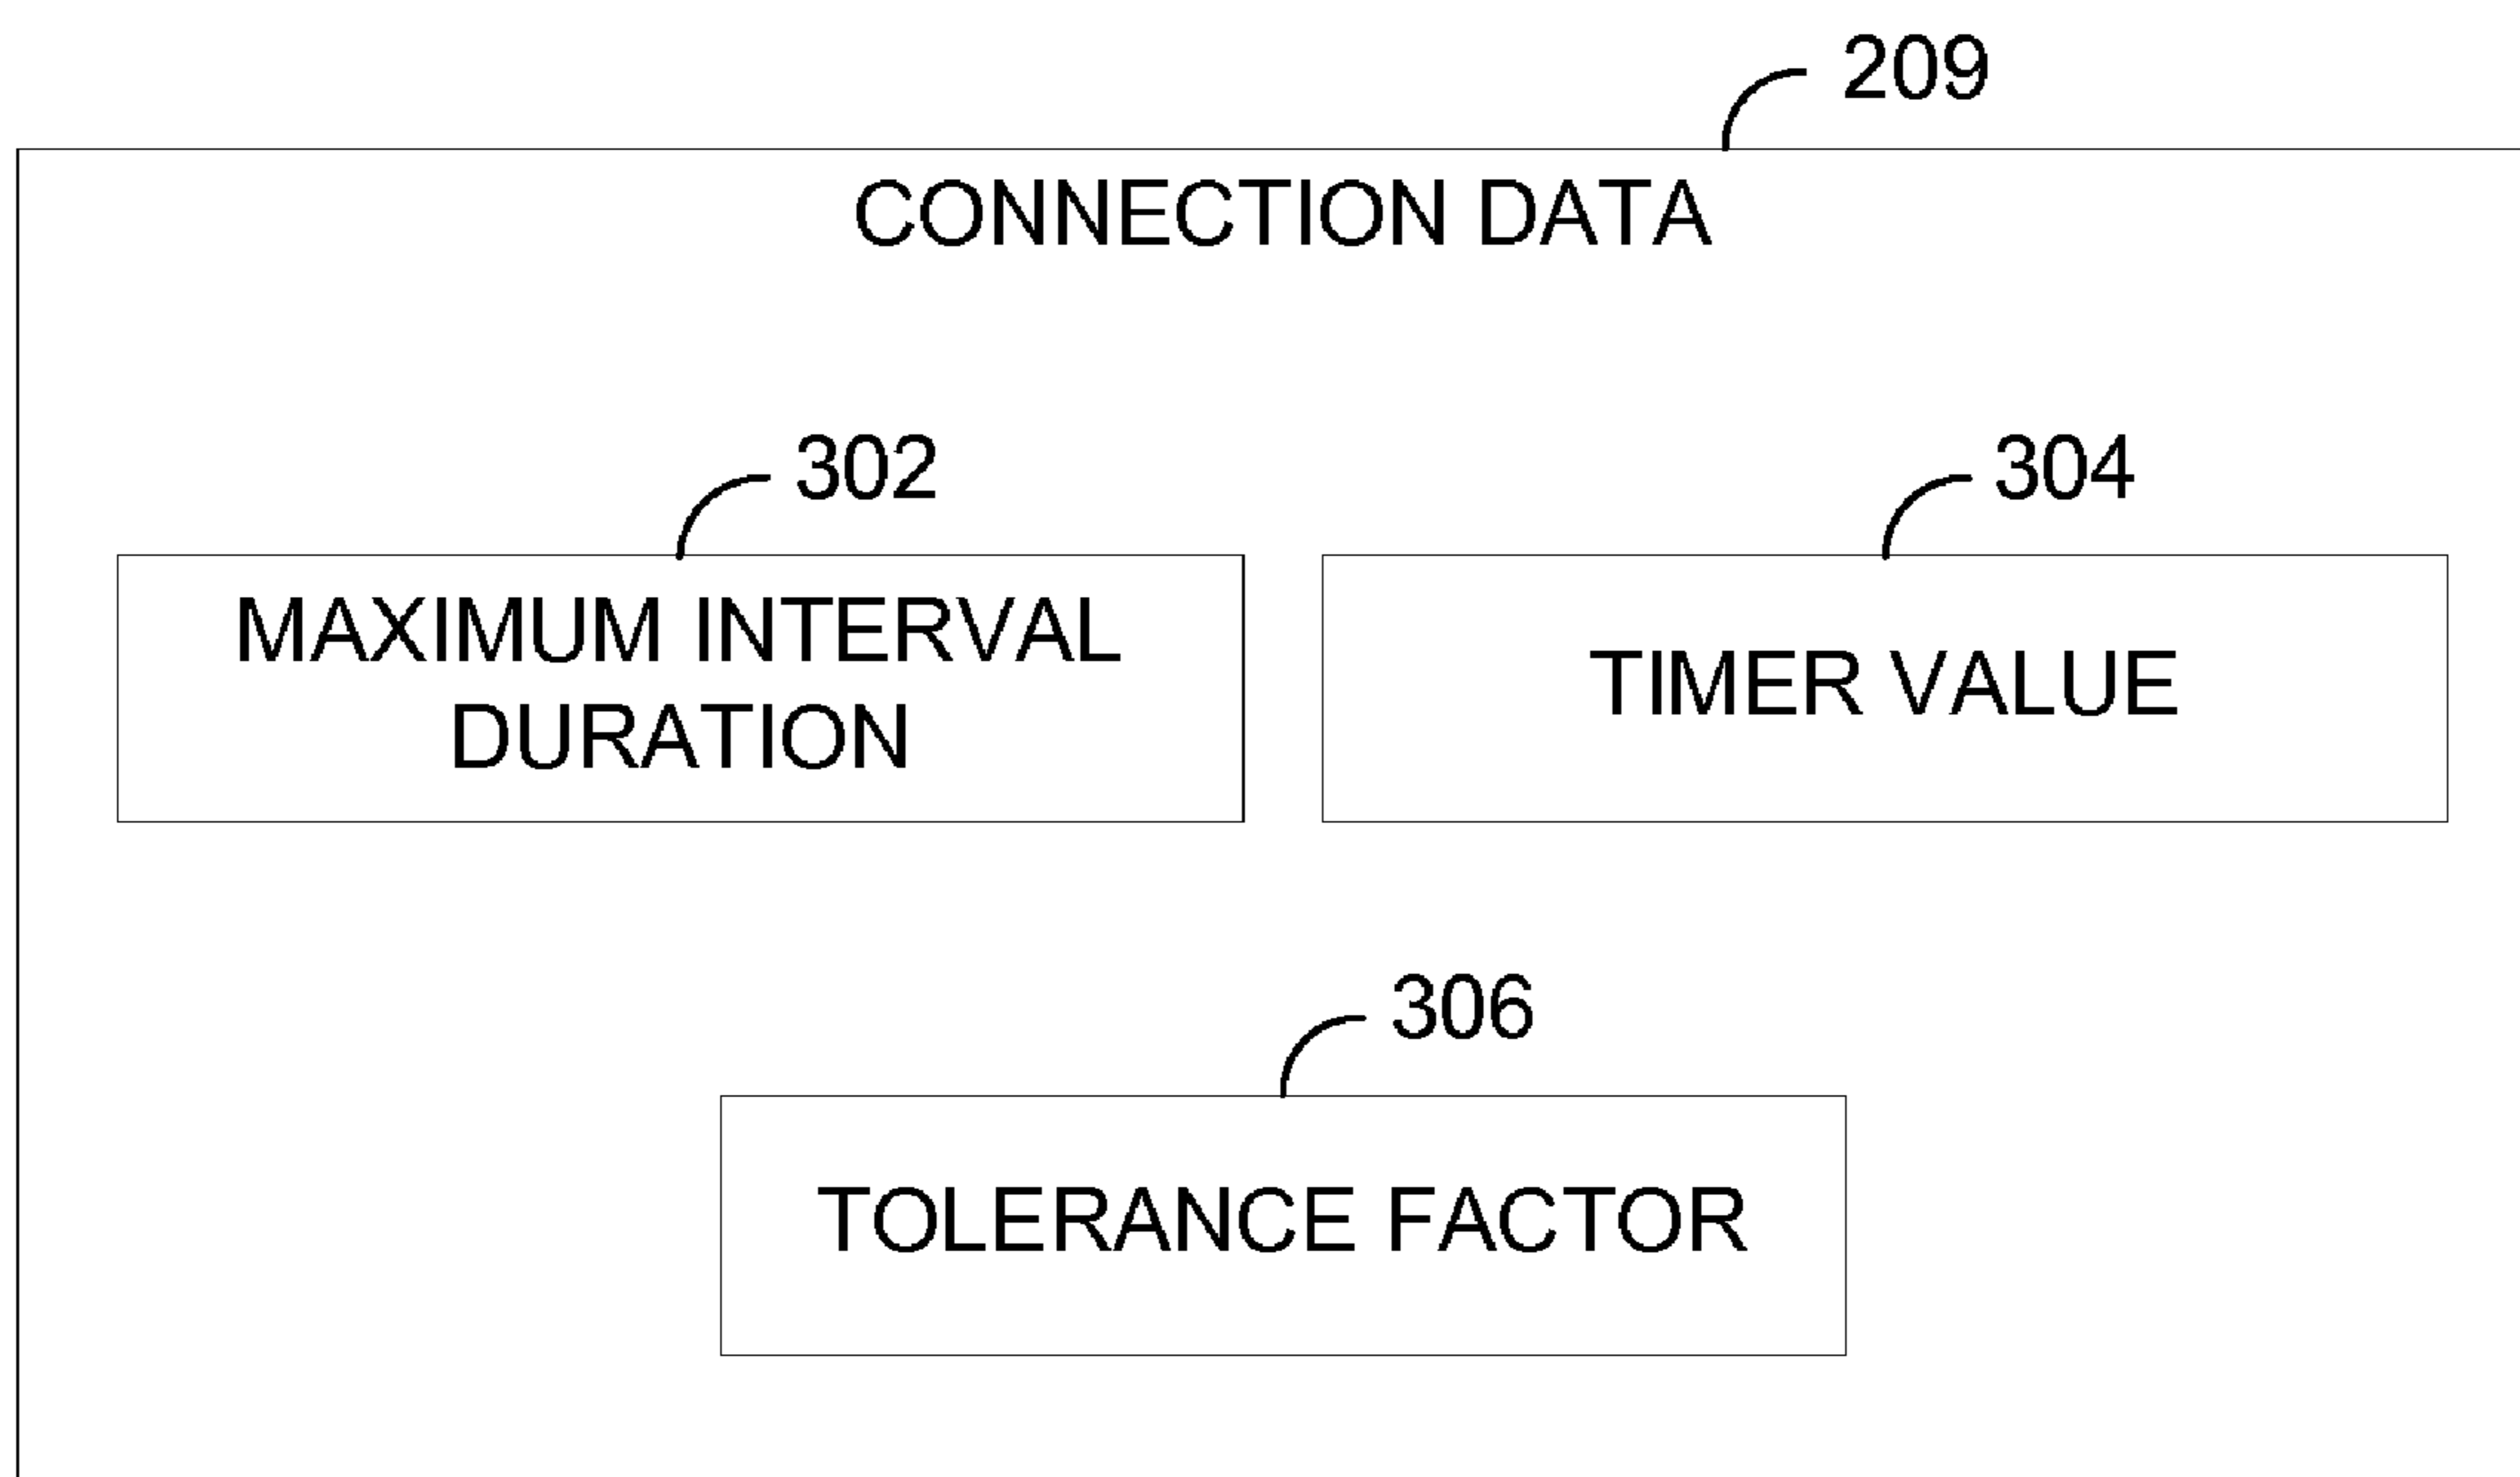 209
CONNECTION DATA
302
304
MAXIMUM INTERVAL
DURATION
TIMER VALUE
306
TOLERANCE FACTOR